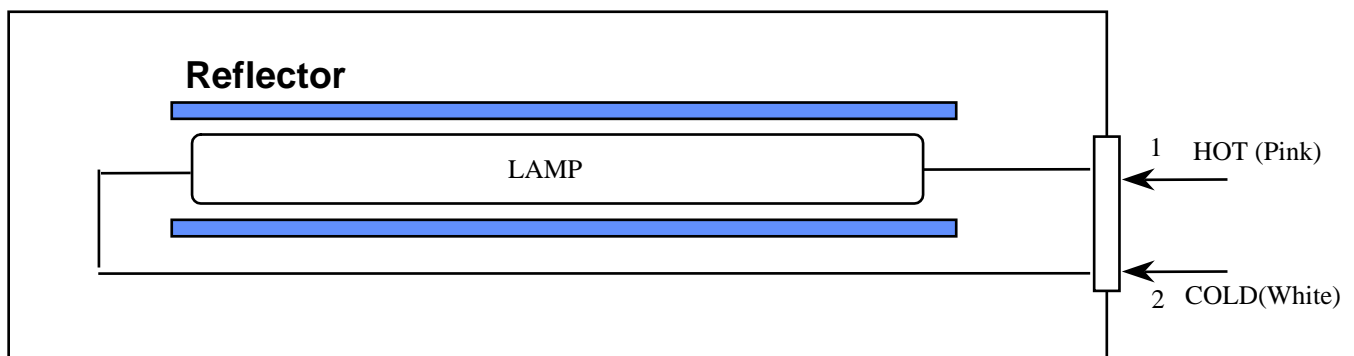 Reflector
LAMP
1
HOT (Pink)
2
COLD(White)